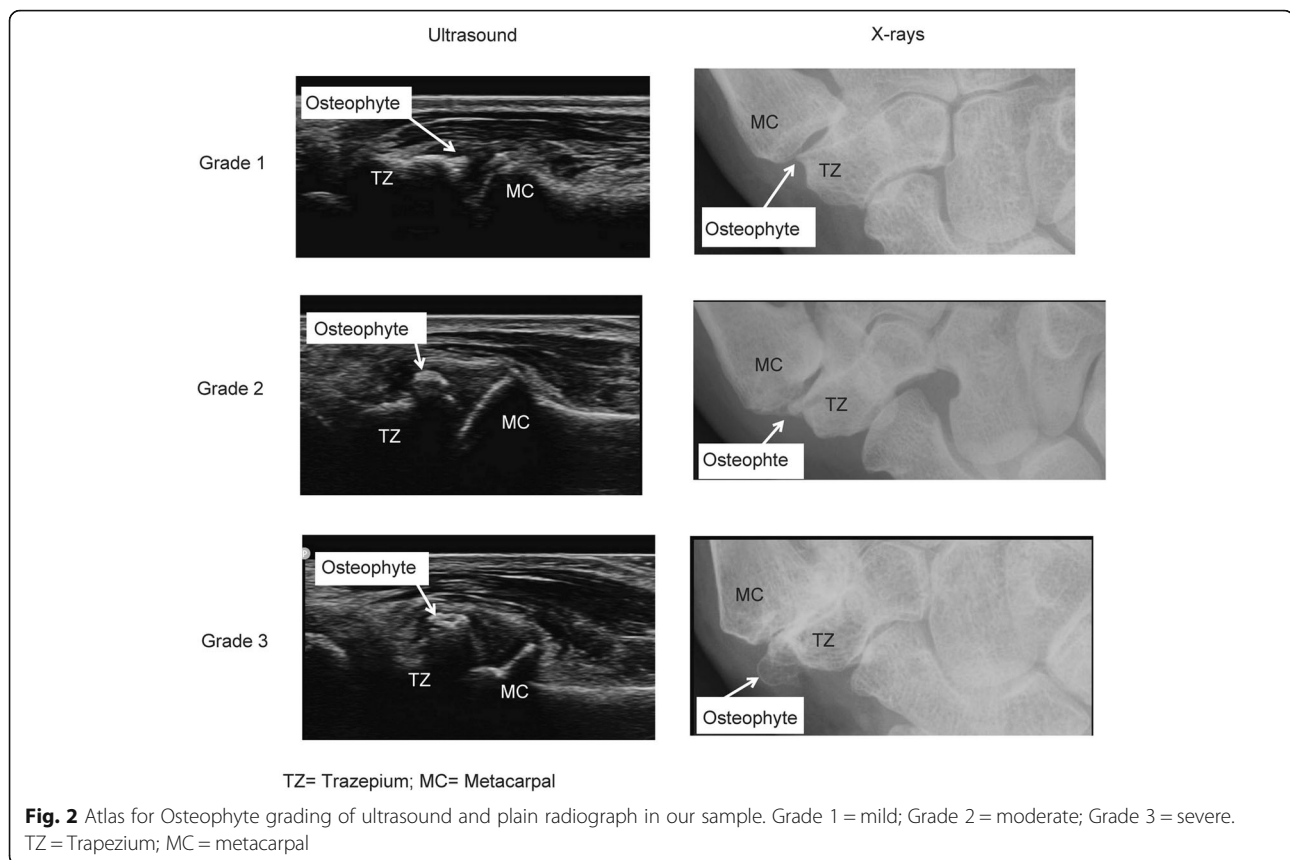 Ultrasound X-rays
Osteophyte
MC
Grade 1
TZ
TZ
MC
Osteophyte
Osteophyte
MC
Grade 2
TZ
TZ
MC
Osteophte
Osteophyte
MC
Grade 3
TZ
TZ
MC
Osteophyte
TZ= Trazepium; MC= Metacarpal
Fig. 2 Atlas for Osteophyte grading of ultrasound and plain radiograph in our sample. Grade 1 = mild; Grade 2 = moderate; Grade 3 = severe.
TZ = Trapezium; MC = metacarpal